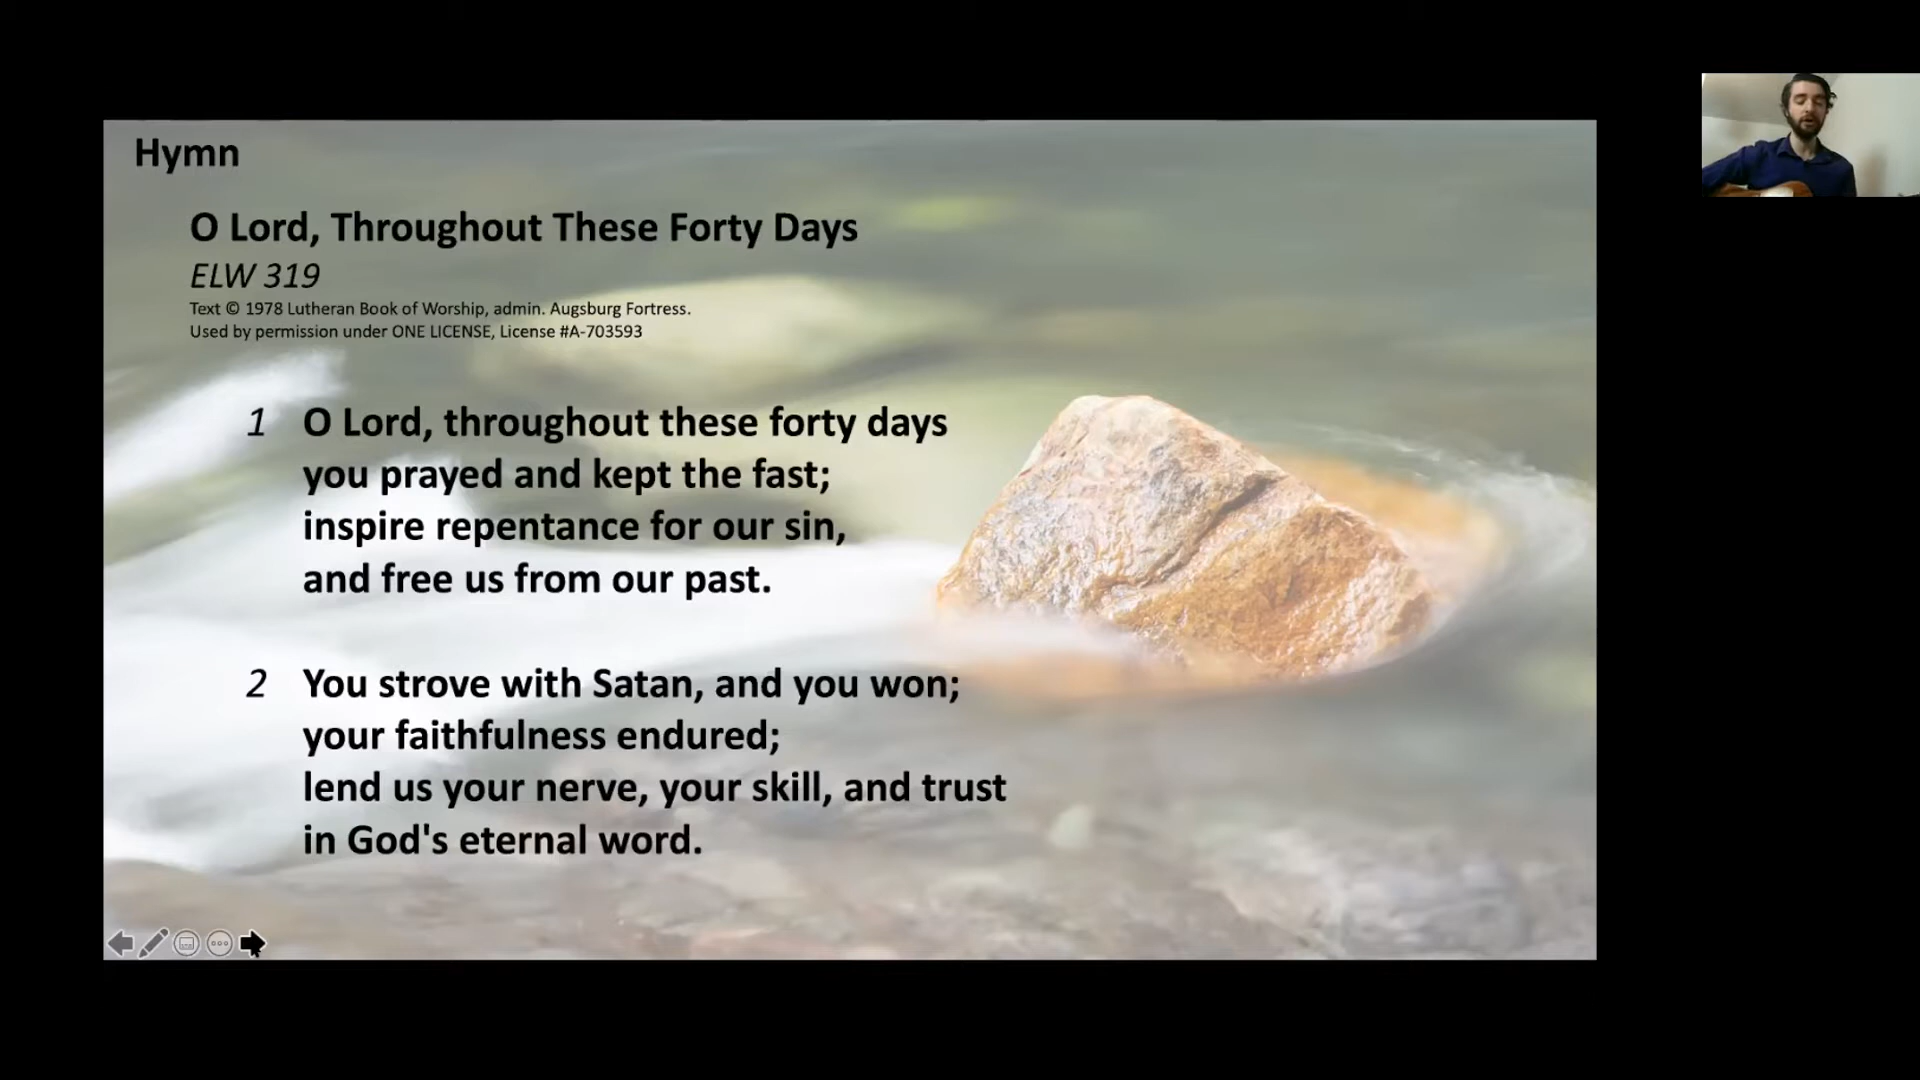 Hymn
O Lord, Throughout These Forty Days
ELW 319
Text © 1978 Lutheran Book of Worship, admin. Augsburg Fortress.
Used by permission under ONE LICENSE, License #A-703593
1 O Lord, throughout these forty days
you prayed and kept the fast;
inspire repentance for our sin,
and free us from our past.
2 You strove with Satan, and you won;
your faithfulness endured;
lend us your nerve, your skill, and trust
in God's eternal word.